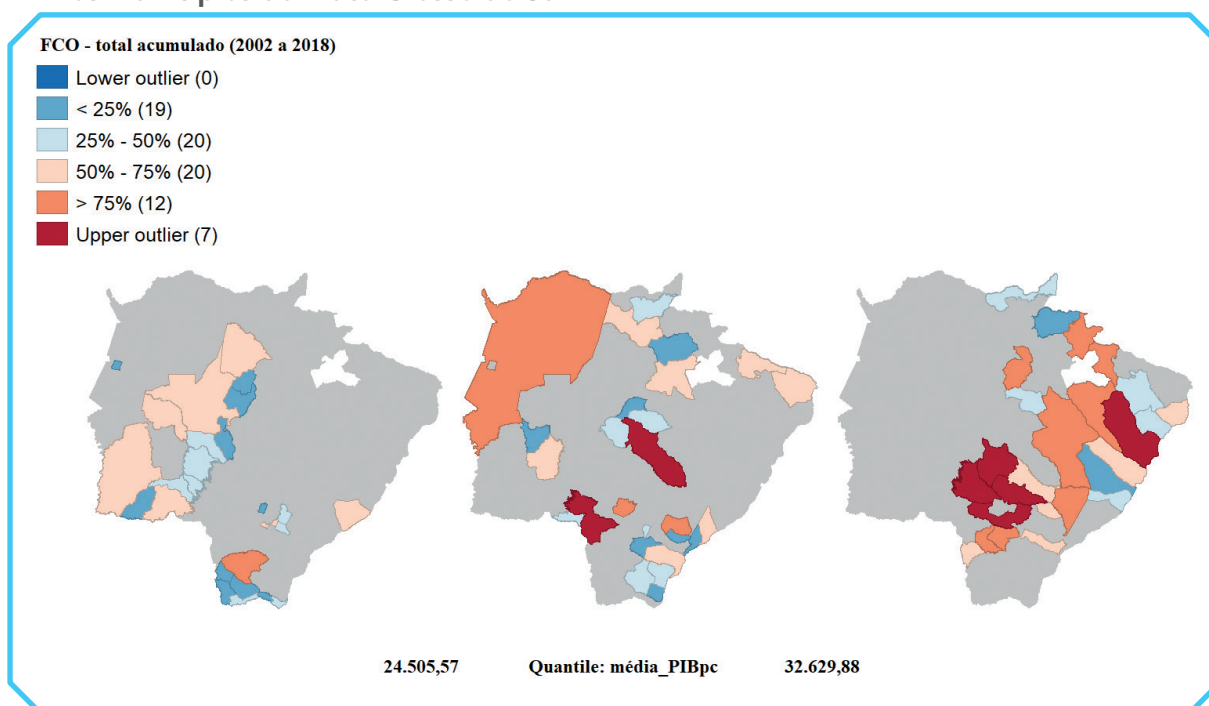 FCO - total acumulado (2002 a 2018)
Lower outlier (0)
< 25% (19)
25% - 50% (20)
50% - 75% (20)
> 75% (12)
Upper outlier (7)
24.505,57 Quantile: média_PIBpc 32.629,88